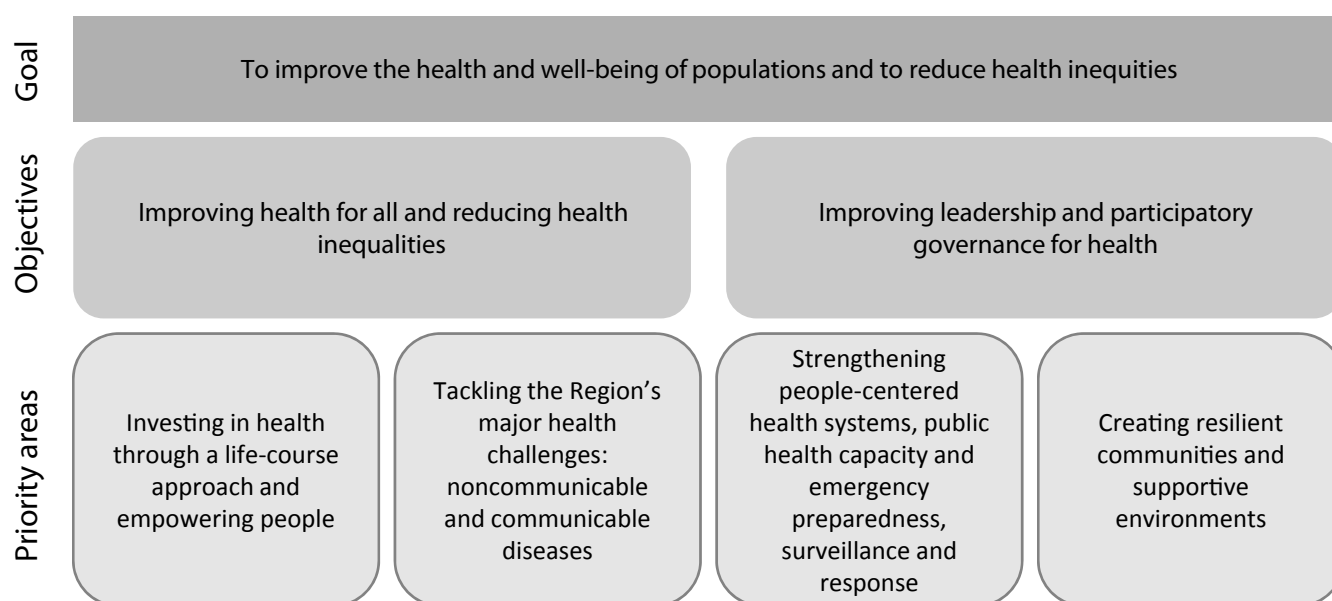 Goal
To improve the health and well-being of populations and to reduce health inequities
Objectives
Improving health for all and reducing health
inequalities
Improving leadership and participatory
governance for health
Priority areas
Investing in health
through a life-course
approach and
empowering people
Tackling the Region’s
major health
challenges:
noncommunicable
and communicable
diseases
Strengthening
people-centered
health systems, public
health capacity and
emergency
preparedness,
surveillance and
response
Creating resilient
communities and
supportive
environments